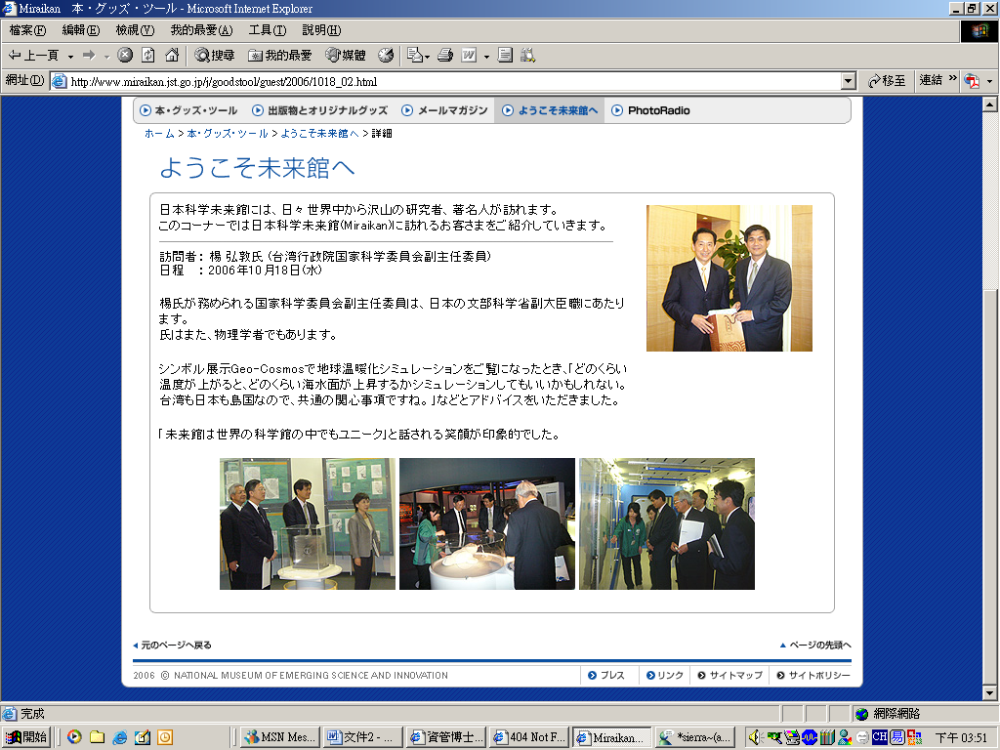 Miraikan 本・グッズ・ツール - Microsoft Internet Explorer
檔案(F) 編輯(E) 檢視(V) 我的最愛(A) 工具(T) 說明(H)
上一頁 搜尋 我的最愛 媒體
網址(D) http://www.miraikan.jst.go.jp/j/goodstool/guest/2006/1018_02.html 移至 連結 »
本・グッズ・ツール 出版物とオリジナルグッズ メールマガジン ようこそ未来館へ PhotoRadio
ホーム > 本・グッズ・ツール > ようこそ未来館へ > 詳細
ようこそ未来館へ
日本科学未来館には、日々世界中から沢山の研究者、著名人が訪れます。
このコーナーでは日本科学未来館(Miraikan)に訪れるお客さまをご紹介していきます。
訪問者：楊 弘敦氏 (台湾行政院国家科学委員会副主任委員)
日程　：2006年10月18日(水)
楊氏が務められる国家科学委員会副主任委員は、日本の文部科学省副大臣職にあたり
ます。
氏はまた、物理学者でもあります。
シンボル展示Geo-Cosmosで地球温暖化シミュレーションをご覧になったとき、「どのくらい
温度が上がると、どのくらい海水面が上昇するかシミュレーションしてもいいかもしれない。
台湾も日本も島国なので、共通の関心事項ですね。」などとアドバイスをいただきました。
「未来館は世界の科学館の中でもユニーク」と話される笑顔が印象的でした。
元のページへ戻る ページの先頭へ
2006 © NATIONAL MUSEUM OF EMERGING SCIENCE AND INNOVATION プレス リンク サイトマップ サイトポリシー
完成 網際網路
開始 MSN Mes... 文件2 - ... 資管博士... 404 Not F... Miraikan... *sierra~(a... CH 易 下午 03:51